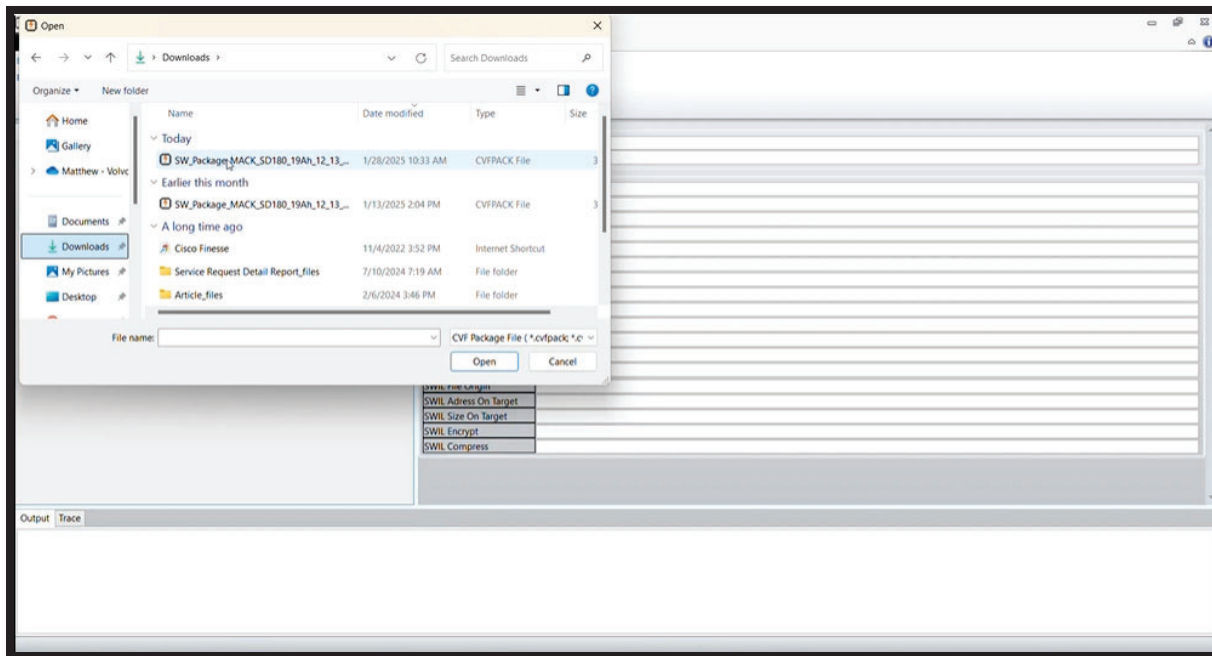 Open
Downloads
Search Downloads
Organize
New folder
Name Date modified Type Size
Home
Gallery
Matthew - Volvc
Documents
Downloads
My Pictures
Desktop
Today
SW_Package_MACK_SD180_19Ah_12_13_... 1/28/2025 10:33 AM CVFPACK File 3
Earlier this month
SW_Package_MACK_SD180_19Ah_12_13_... 1/13/2025 2:04 PM CVFPACK File 3
A long time ago
Cisco Finesse 11/4/2022 3:52 PM Internet Shortcut
Service Request Detail Report_files 7/10/2024 7:19 AM File folder
Article_files 2/6/2024 3:46 PM File folder
File name: CVF Package File ( *.cvfpack; *.c
Open Cancel
SWIL File Origin
SWIL Adress On Target
SWIL Size On Target
SWIL Encrypt
SWIL Compress
Output Trace